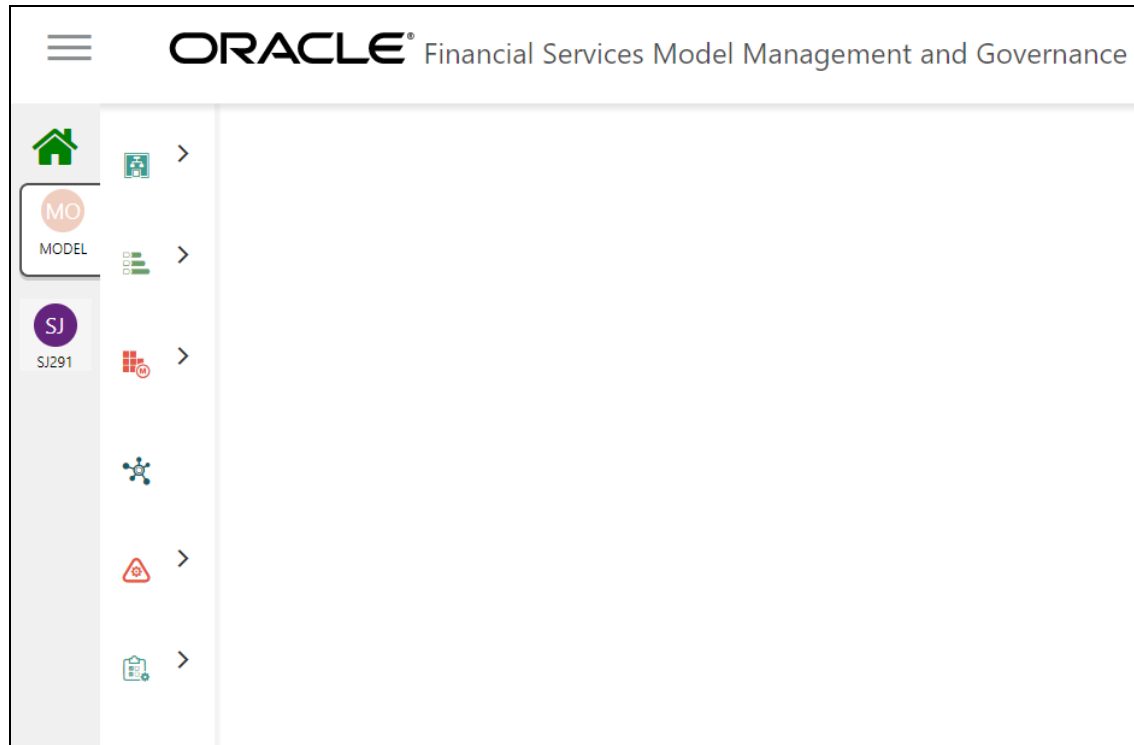 ORACLE® Financial Services Model Management and Governance
MO
MODEL
SJ
SJ291
M